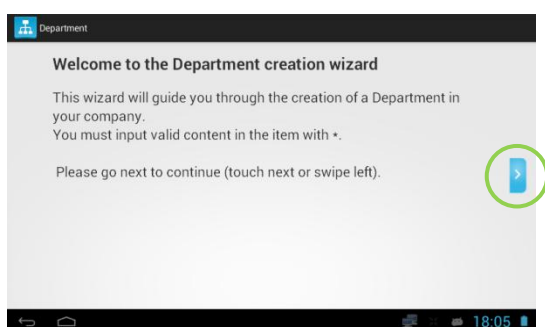 Department
Welcome to the Department creation wizard
This wizard will guide you through the creation of a Department in
your company.
You must input valid content in the item with *.
Please go next to continue (touch next or swipe left).
18:05